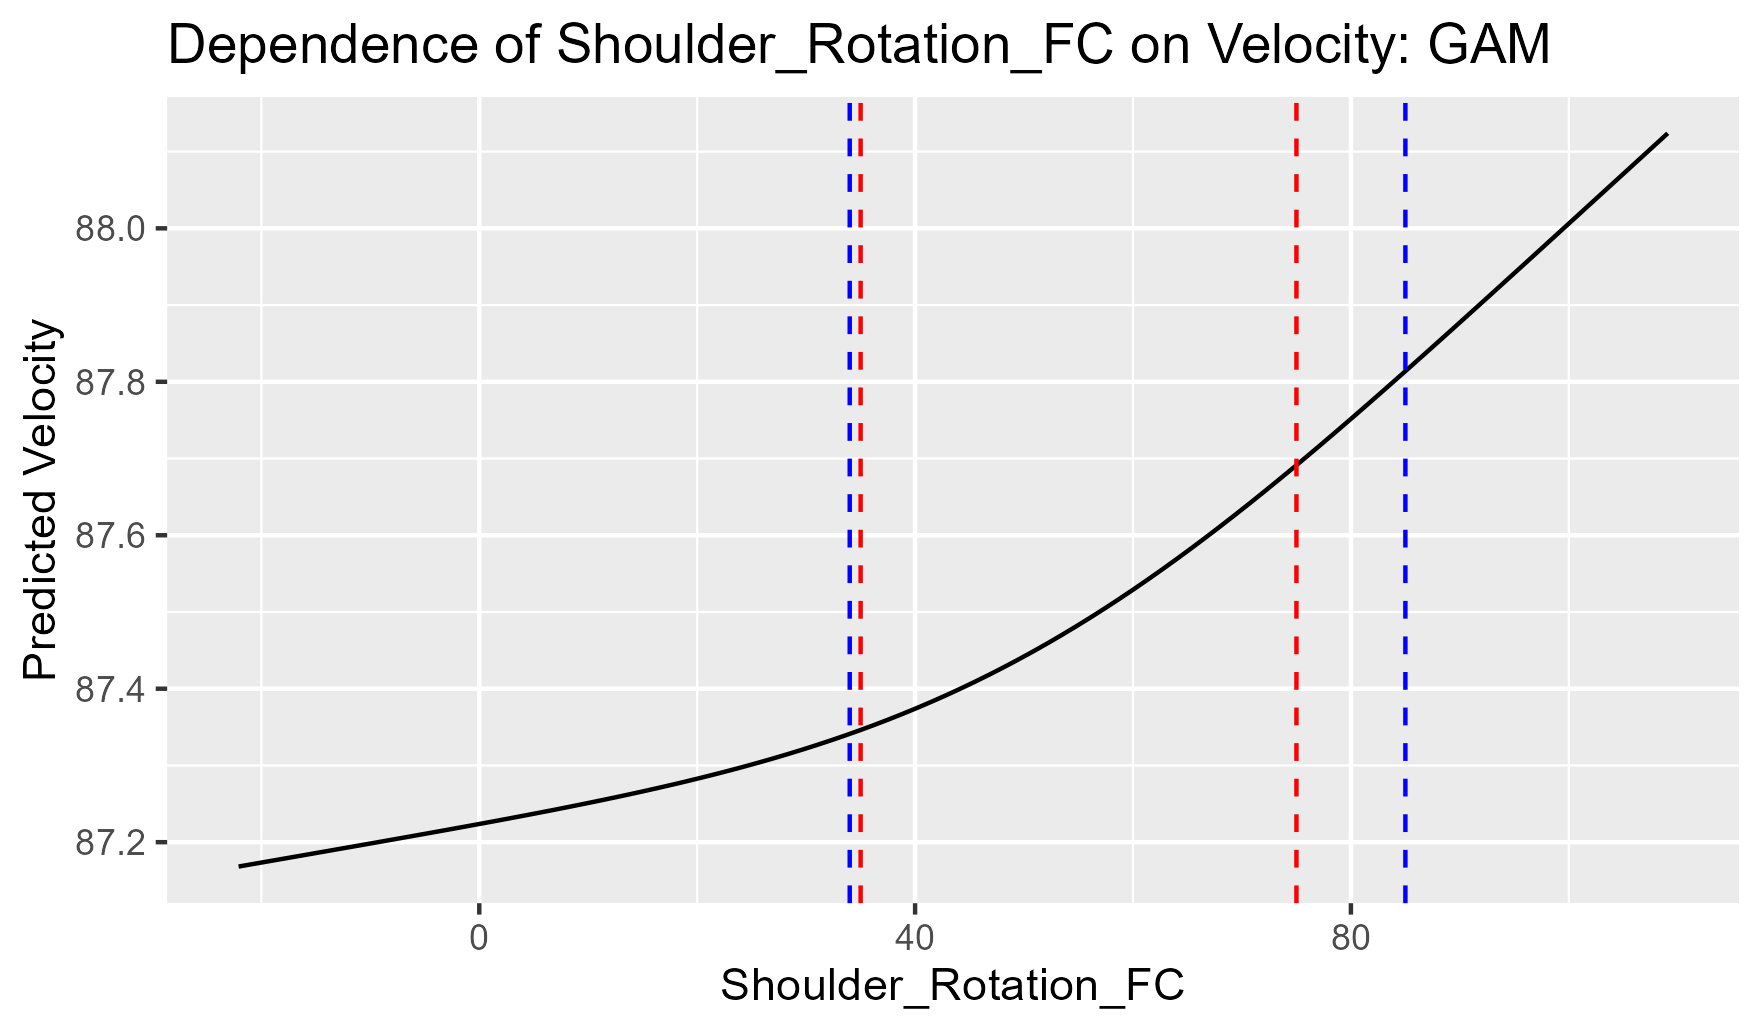 Dependence of Shoulder_Rotation_FC on Velocity: GAM
Predicted Velocity
88.0
87.8
87.6
87.4
87.2
0 40 80
Shoulder_Rotation_FC